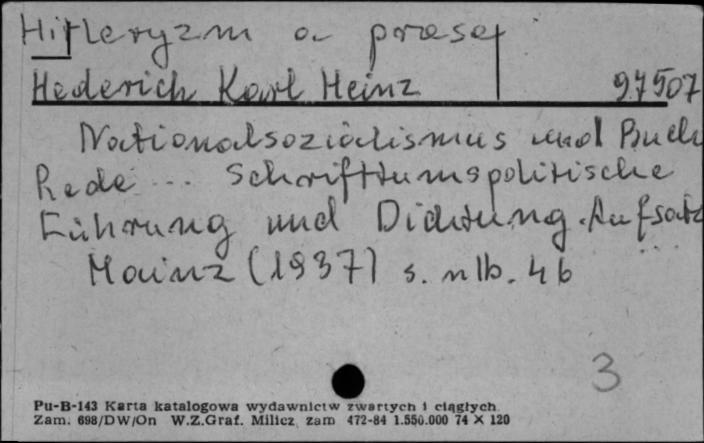 Hitleryzm a prasa
Hederich Karl Heinz 97507
Nationalsozialismus und Buch
Rede ... Schrifttumspolitische
Führung und Dichtung. Aufsatz
Mainz (1937) s. nlb. 46
3
Pu-B-143 Karta katalogowa wydawnictw zwartych i ciągłych
Zam. 698/DW/On W.Z.Graf. Milicz zam 472-84 1.550.000 74 X 120